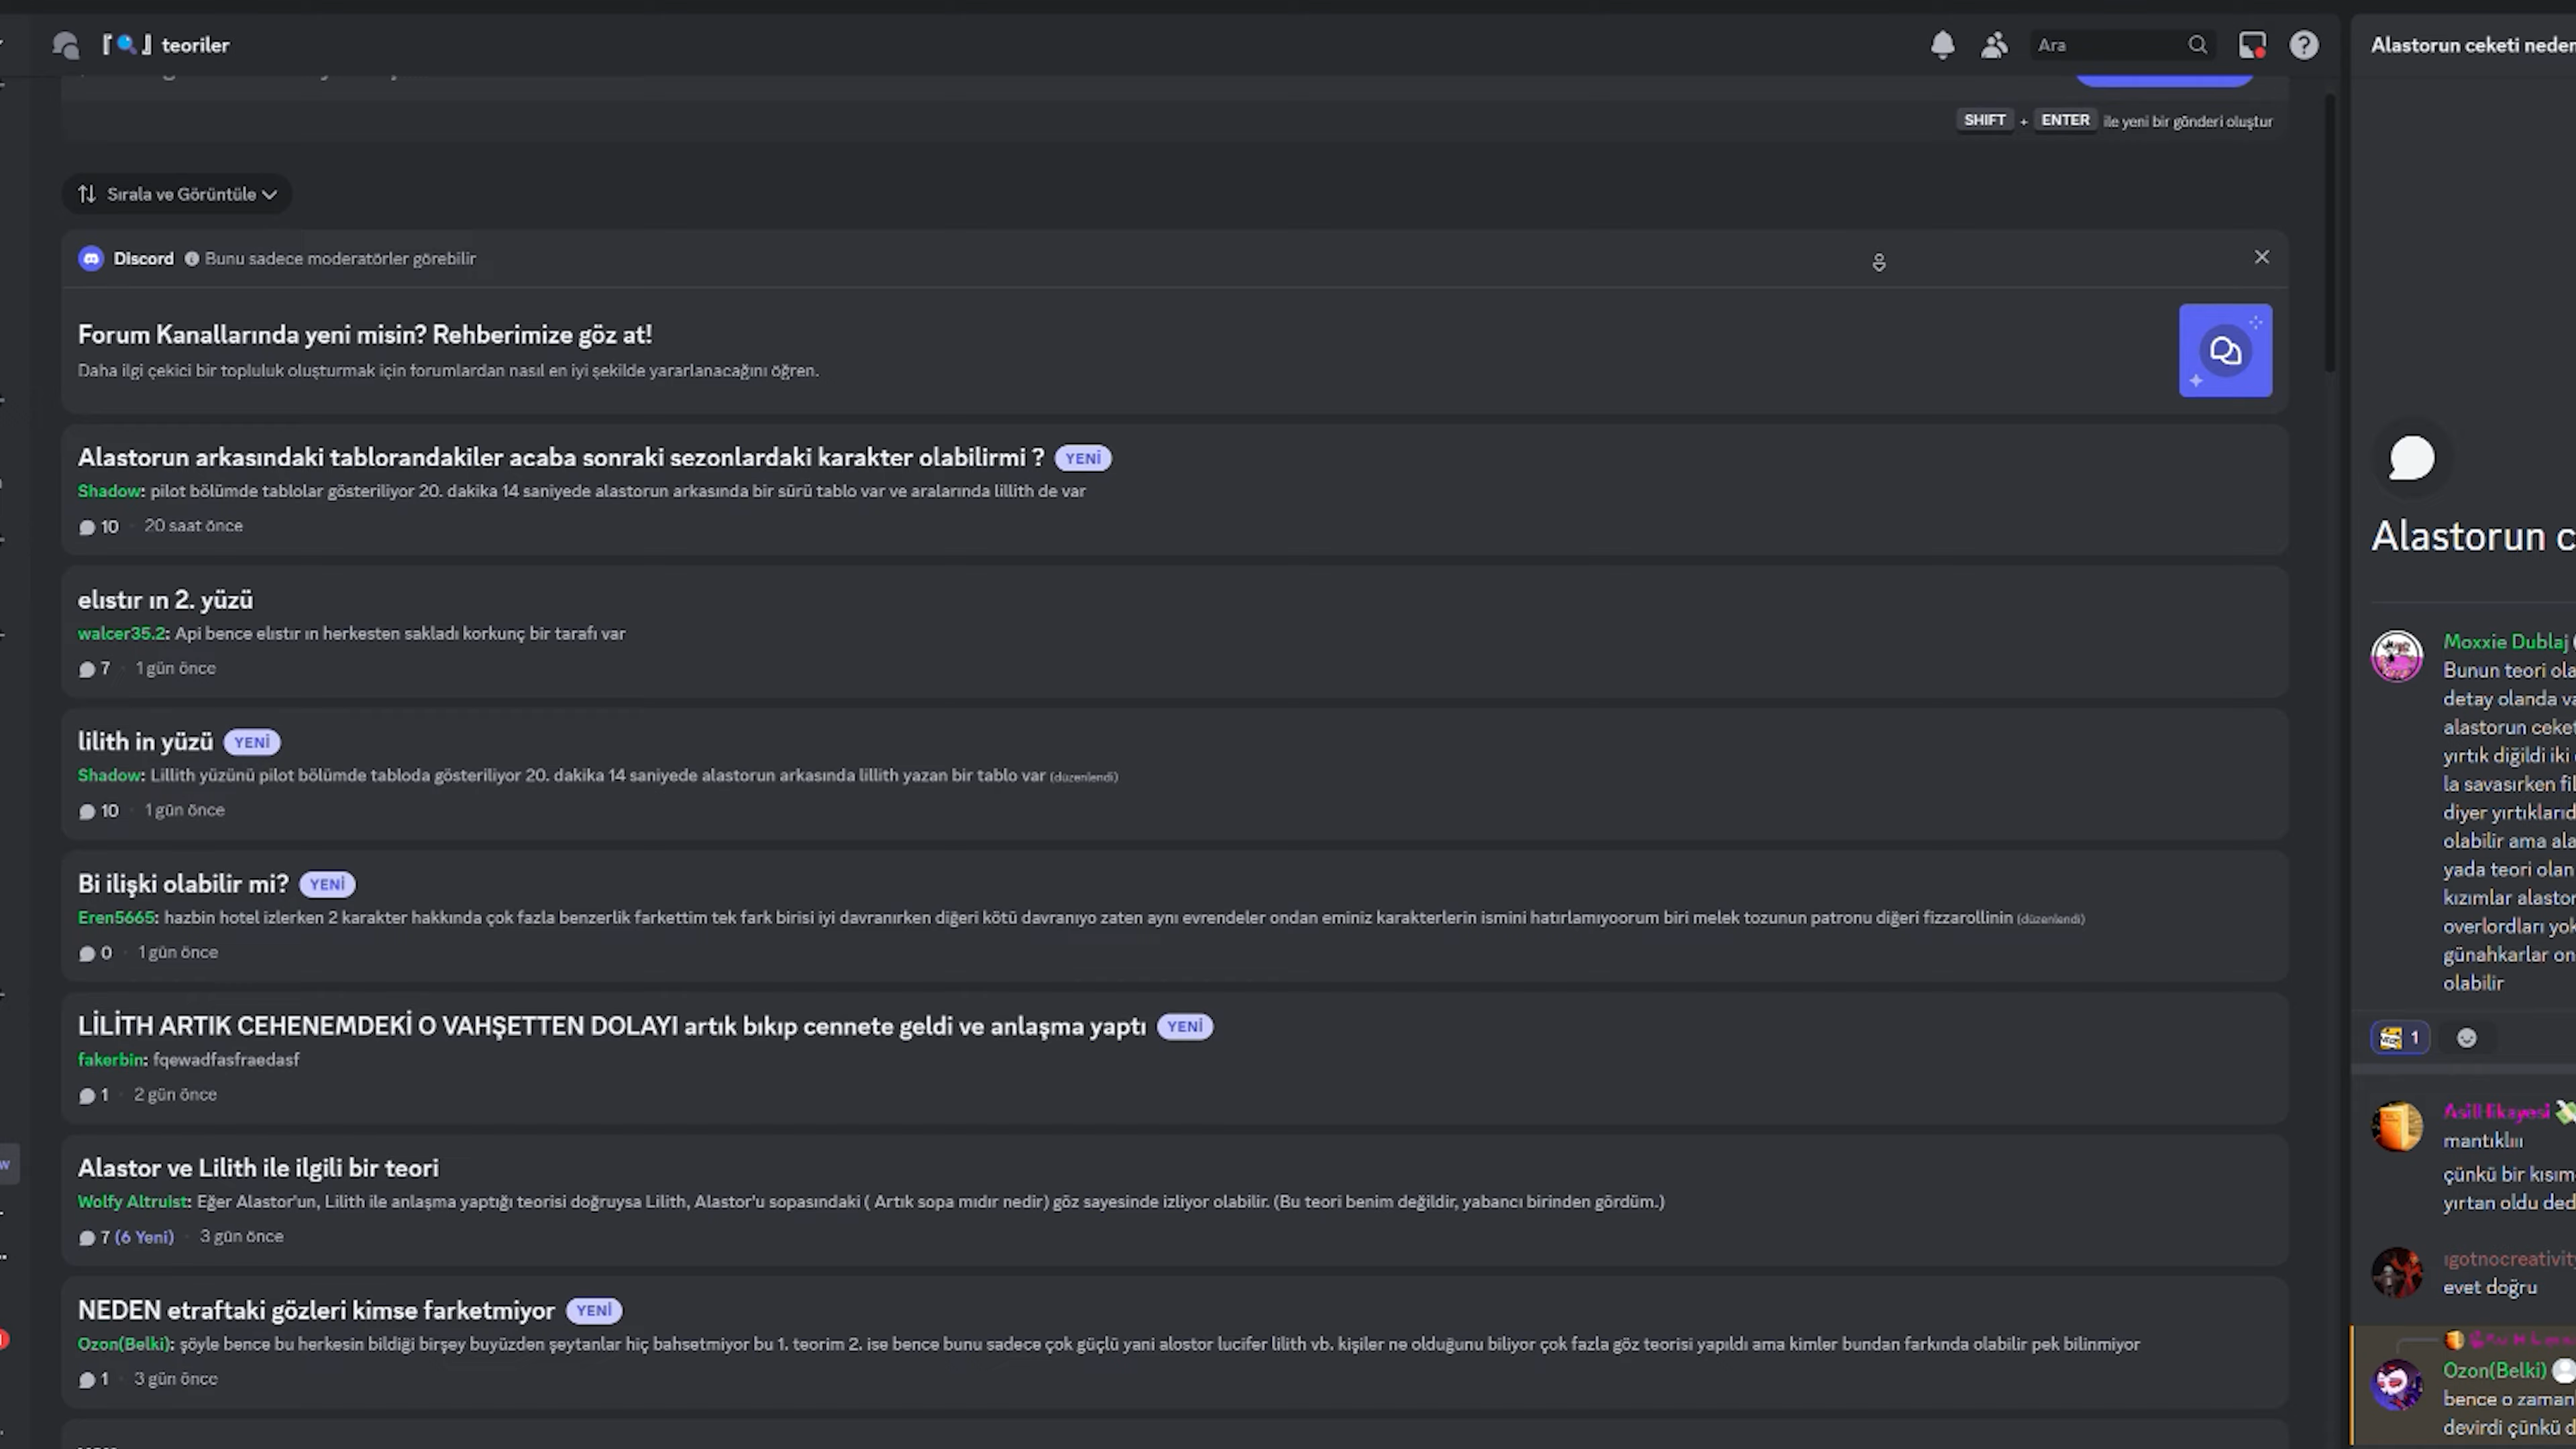 『🔍』 teoriler
Ara
SHIFT + ENTER ile yeni bir gönderi oluştur
Sırala ve Görüntüle
Discord Bunu sadece moderatörler görebilir
Forum Kanallarında yeni misin? Rehberimize göz at!
Daha ilgi çekici bir topluluk oluşturmak için forumlardan nasıl en iyi şekilde yararlanacağını öğren.
Alastorun arkasındaki tablorandakiler acaba sonraki sezonlardaki karakter olabilirmi ? YENİ
Shadow: pilot bölümde tablolar gösteriliyor 20. dakika 14 saniyede alastorun arkasında bir sürü tablo var ve aralarında lillith de var
10 · 20 saat önce
elıstır ın 2. yüzü
walcer35.2: Api bence elıstır ın herkesten sakladı korkunç bir tarafı var
7 · 1 gün önce
lilith in yüzü YENİ
Shadow: Lillith yüzünü pilot bölümde tabloda gösteriliyor 20. dakika 14 saniyede alastorun arkasında lillith yazan bir tablo var (düzenlendi)
10 · 1 gün önce
Bi ilişki olabilir mi? YENİ
Eren5665: hazbin hotel izlerken 2 karakter hakkında çok fazla benzerlik farkettim tek fark birisi iyi davranırken diğeri kötü davranıyo zaten aynı evrendeler ondan eminiz karakterlerin ismini hatırlamıyoorum biri melek tozunun patronu diğeri fizzarollinin (düzenlendi)
0 · 1 gün önce
LİLİTH ARTIK CEHENEMDEKİ O VAHŞETTEN DOLAYI artık bıkıp cennete geldi ve anlaşma yaptı YENİ
fakerbin: fqewadfasfraedasf
1 · 2 gün önce
Alastor ve Lilith ile ilgili bir teori
Wolfy Altruist: Eğer Alastor'un, Lilith ile anlaşma yaptığı teorisi doğruysa Lilith, Alastor'u sopasındaki ( Artık sopa mıdır nedir) göz sayesinde izliyor olabilir. (Bu teori benim değildir, yabancı birinden gördüm.)
7 (6 Yeni) · 3 gün önce
NEDEN etraftaki gözleri kimse farketmiyor YENİ
Ozon(Belki): şöyle bence bu herkesin bildiği birşey buyüzden şeytanlar hiç bahsetmiyor bu 1. teorim 2. ise bence bunu sadece çok güçlü yani alostor lucifer lilith vb. kişiler ne olduğunu biliyor çok fazla göz teorisi yapıldı ama kimler bundan farkında olabilir pek bilinmiyor
1 · 3 gün önce
Alastorun ceketi neden
Alastorun c
Moxxie Dublaj
Bunun teori ola
detay olanda va
alastorun ceket
yırtık diğildi iki
la savasırken fil
diyer yırtıklarıd
olabilir ama ala
yada teori olan
kızımlar alastor
overlordları yok
günahkarlar on
olabilir
1
AsilHikayesi
mantıklııı
çünkü bir kısım
yırtan oldu ded
ıgotnocreativity
evet doğru
Ozon(Belki)
bence o zaman
devirdi çünkü d